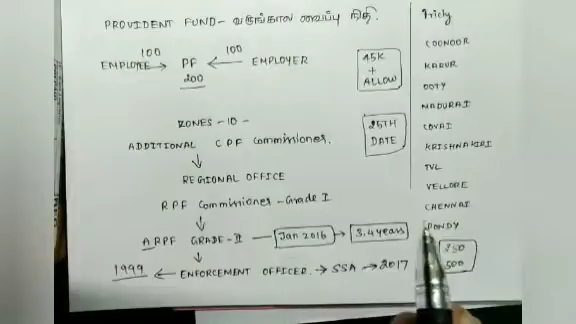 PROVIDENT FUND - வருங்கால வைப்பு நிதி.
100 100
EMPLOYEE → PF ← EMPLOYER
200
45K
+
ALLOW
ZONES - 10 -
ADDITIONAL CPF Commissioner.
↓
REGIONAL OFFICE
RPF Commissioner - Grade I
↓
ARPF GRADE - II — Jan 2016 → 3.4 years
↓
1999 ← ENFORCEMENT OFFICER → SSA → 2017
25TH
DATE
Trichy
COONOOR
KARUR
OOTY
MADURAI
COVAI
KRISHNAGIRI
TVL
VELLORE
CHENNAI
PONDY
250
500